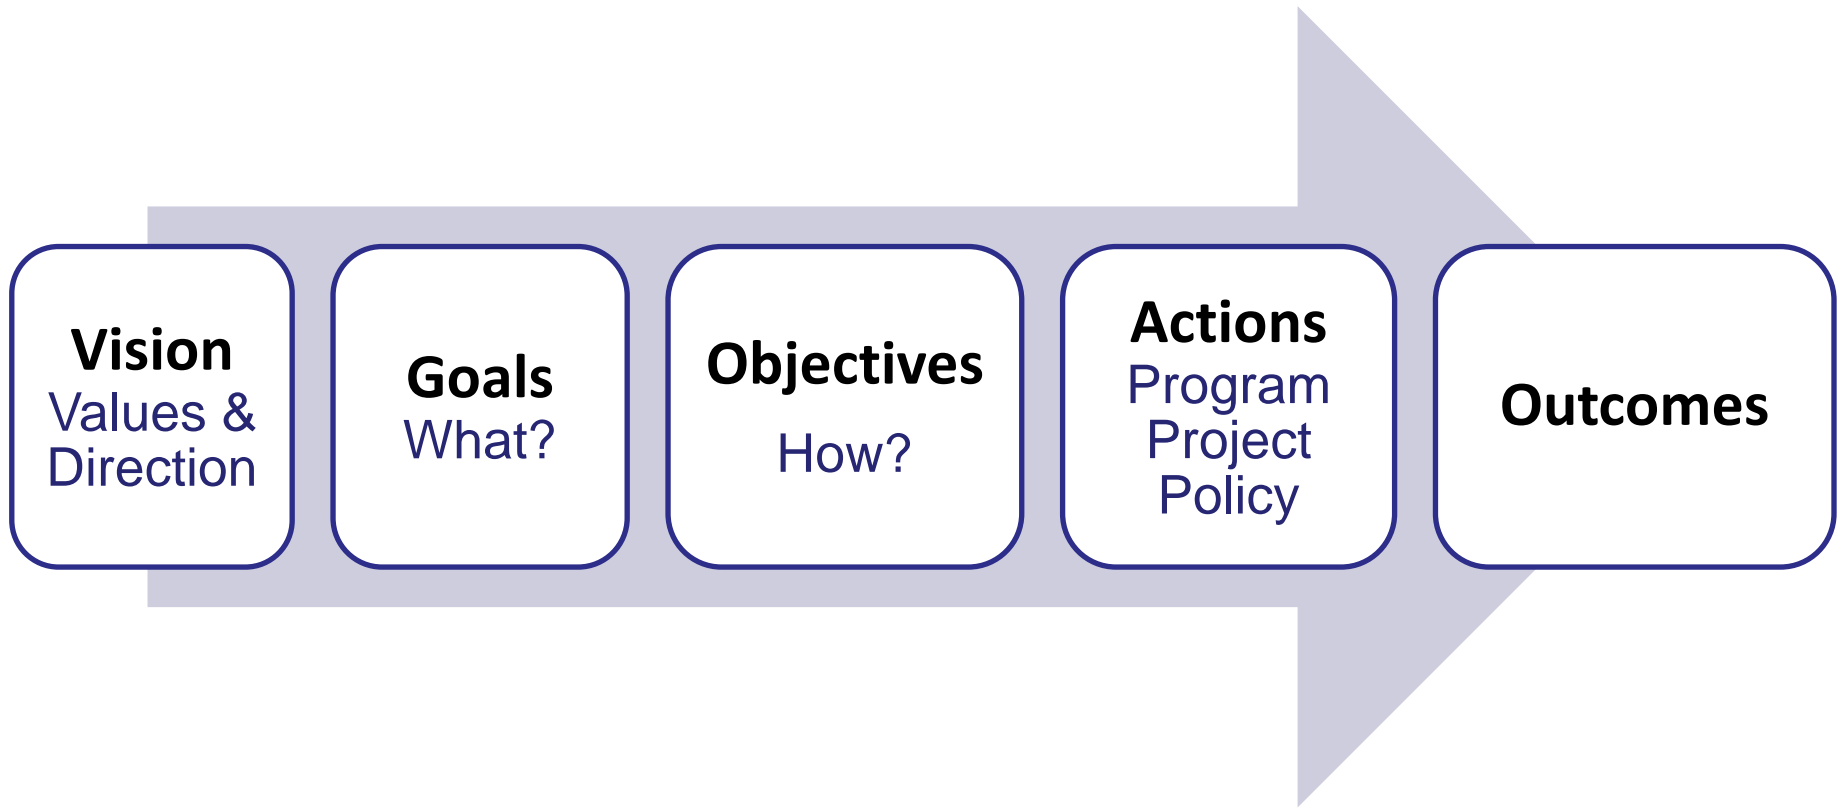 Vision
Values &
Direction
Goals
What?
Objectives
How?
Actions
Program
Project
Policy
Outcomes